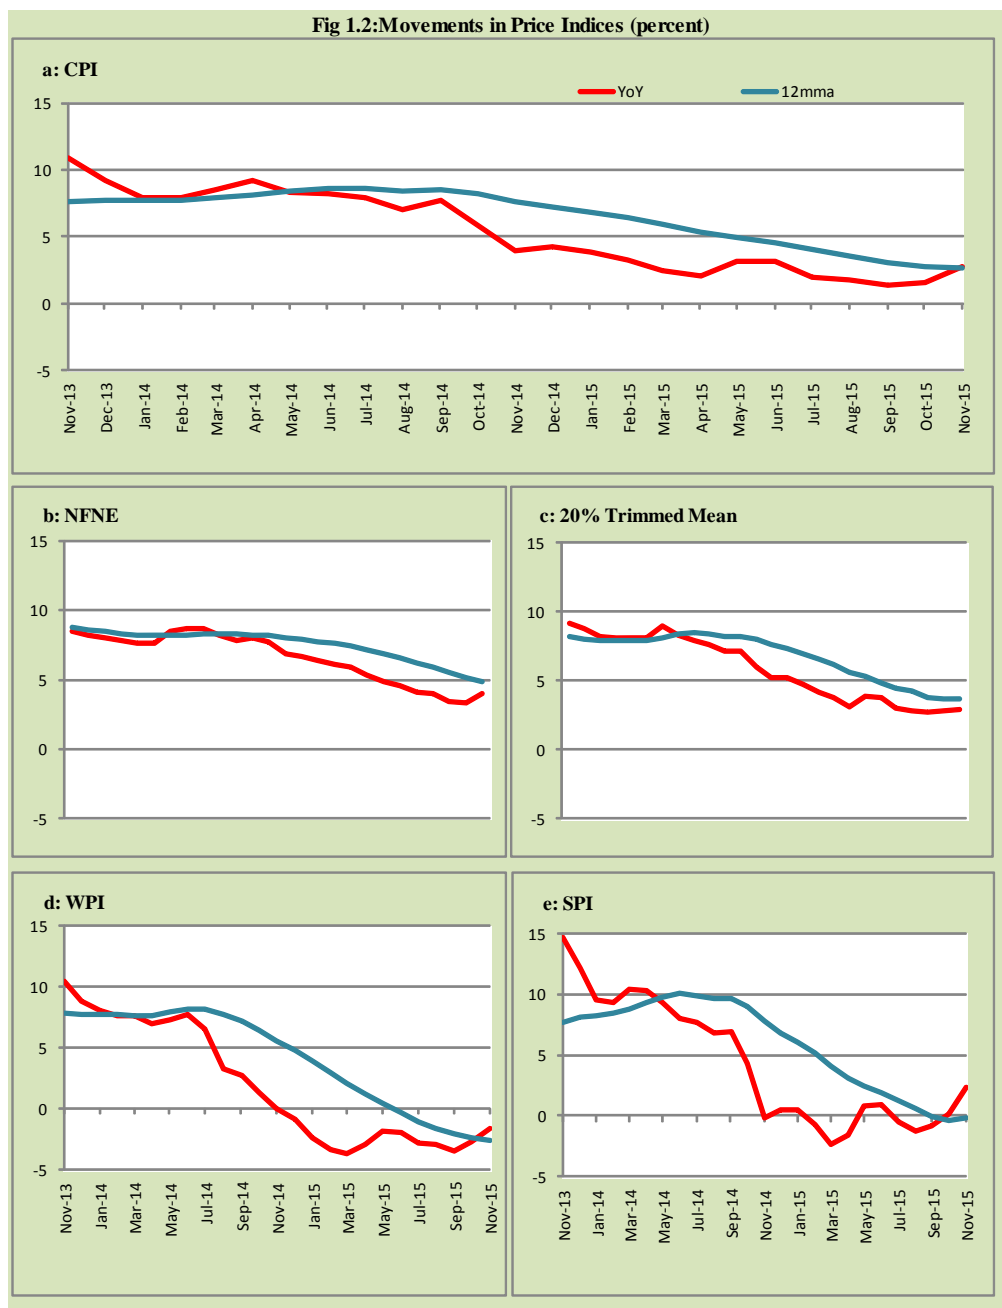 Fig 1.2:Movements in Price Indices (percent)
a: CPI
YoY 12mma
15
10
5
0
-5
Nov-13 Dec-13 Jan-14 Feb-14 Mar-14 Apr-14 May-14 Jun-14 Jul-14 Aug-14 Sep-14 Oct-14 Nov-14 Dec-14 Jan-15 Feb-15 Mar-15 Apr-15 May-15 Jun-15 Jul-15 Aug-15 Sep-15 Oct-15 Nov-15
b: NFNE
15
10
5
0
-5
c: 20% Trimmed Mean
15
10
5
0
-5
d: WPI
15
10
5
0
-5
Nov-13 Jan-14 Mar-14 May-14 Jul-14 Sep-14 Nov-14 Jan-15 Mar-15 May-15 Jul-15 Sep-15 Nov-15
e: SPI
15
10
5
0
-5
Nov-13 Jan-14 Mar-14 May-14 Jul-14 Sep-14 Nov-14 Jan-15 Mar-15 May-15 Jul-15 Sep-15 Nov-15